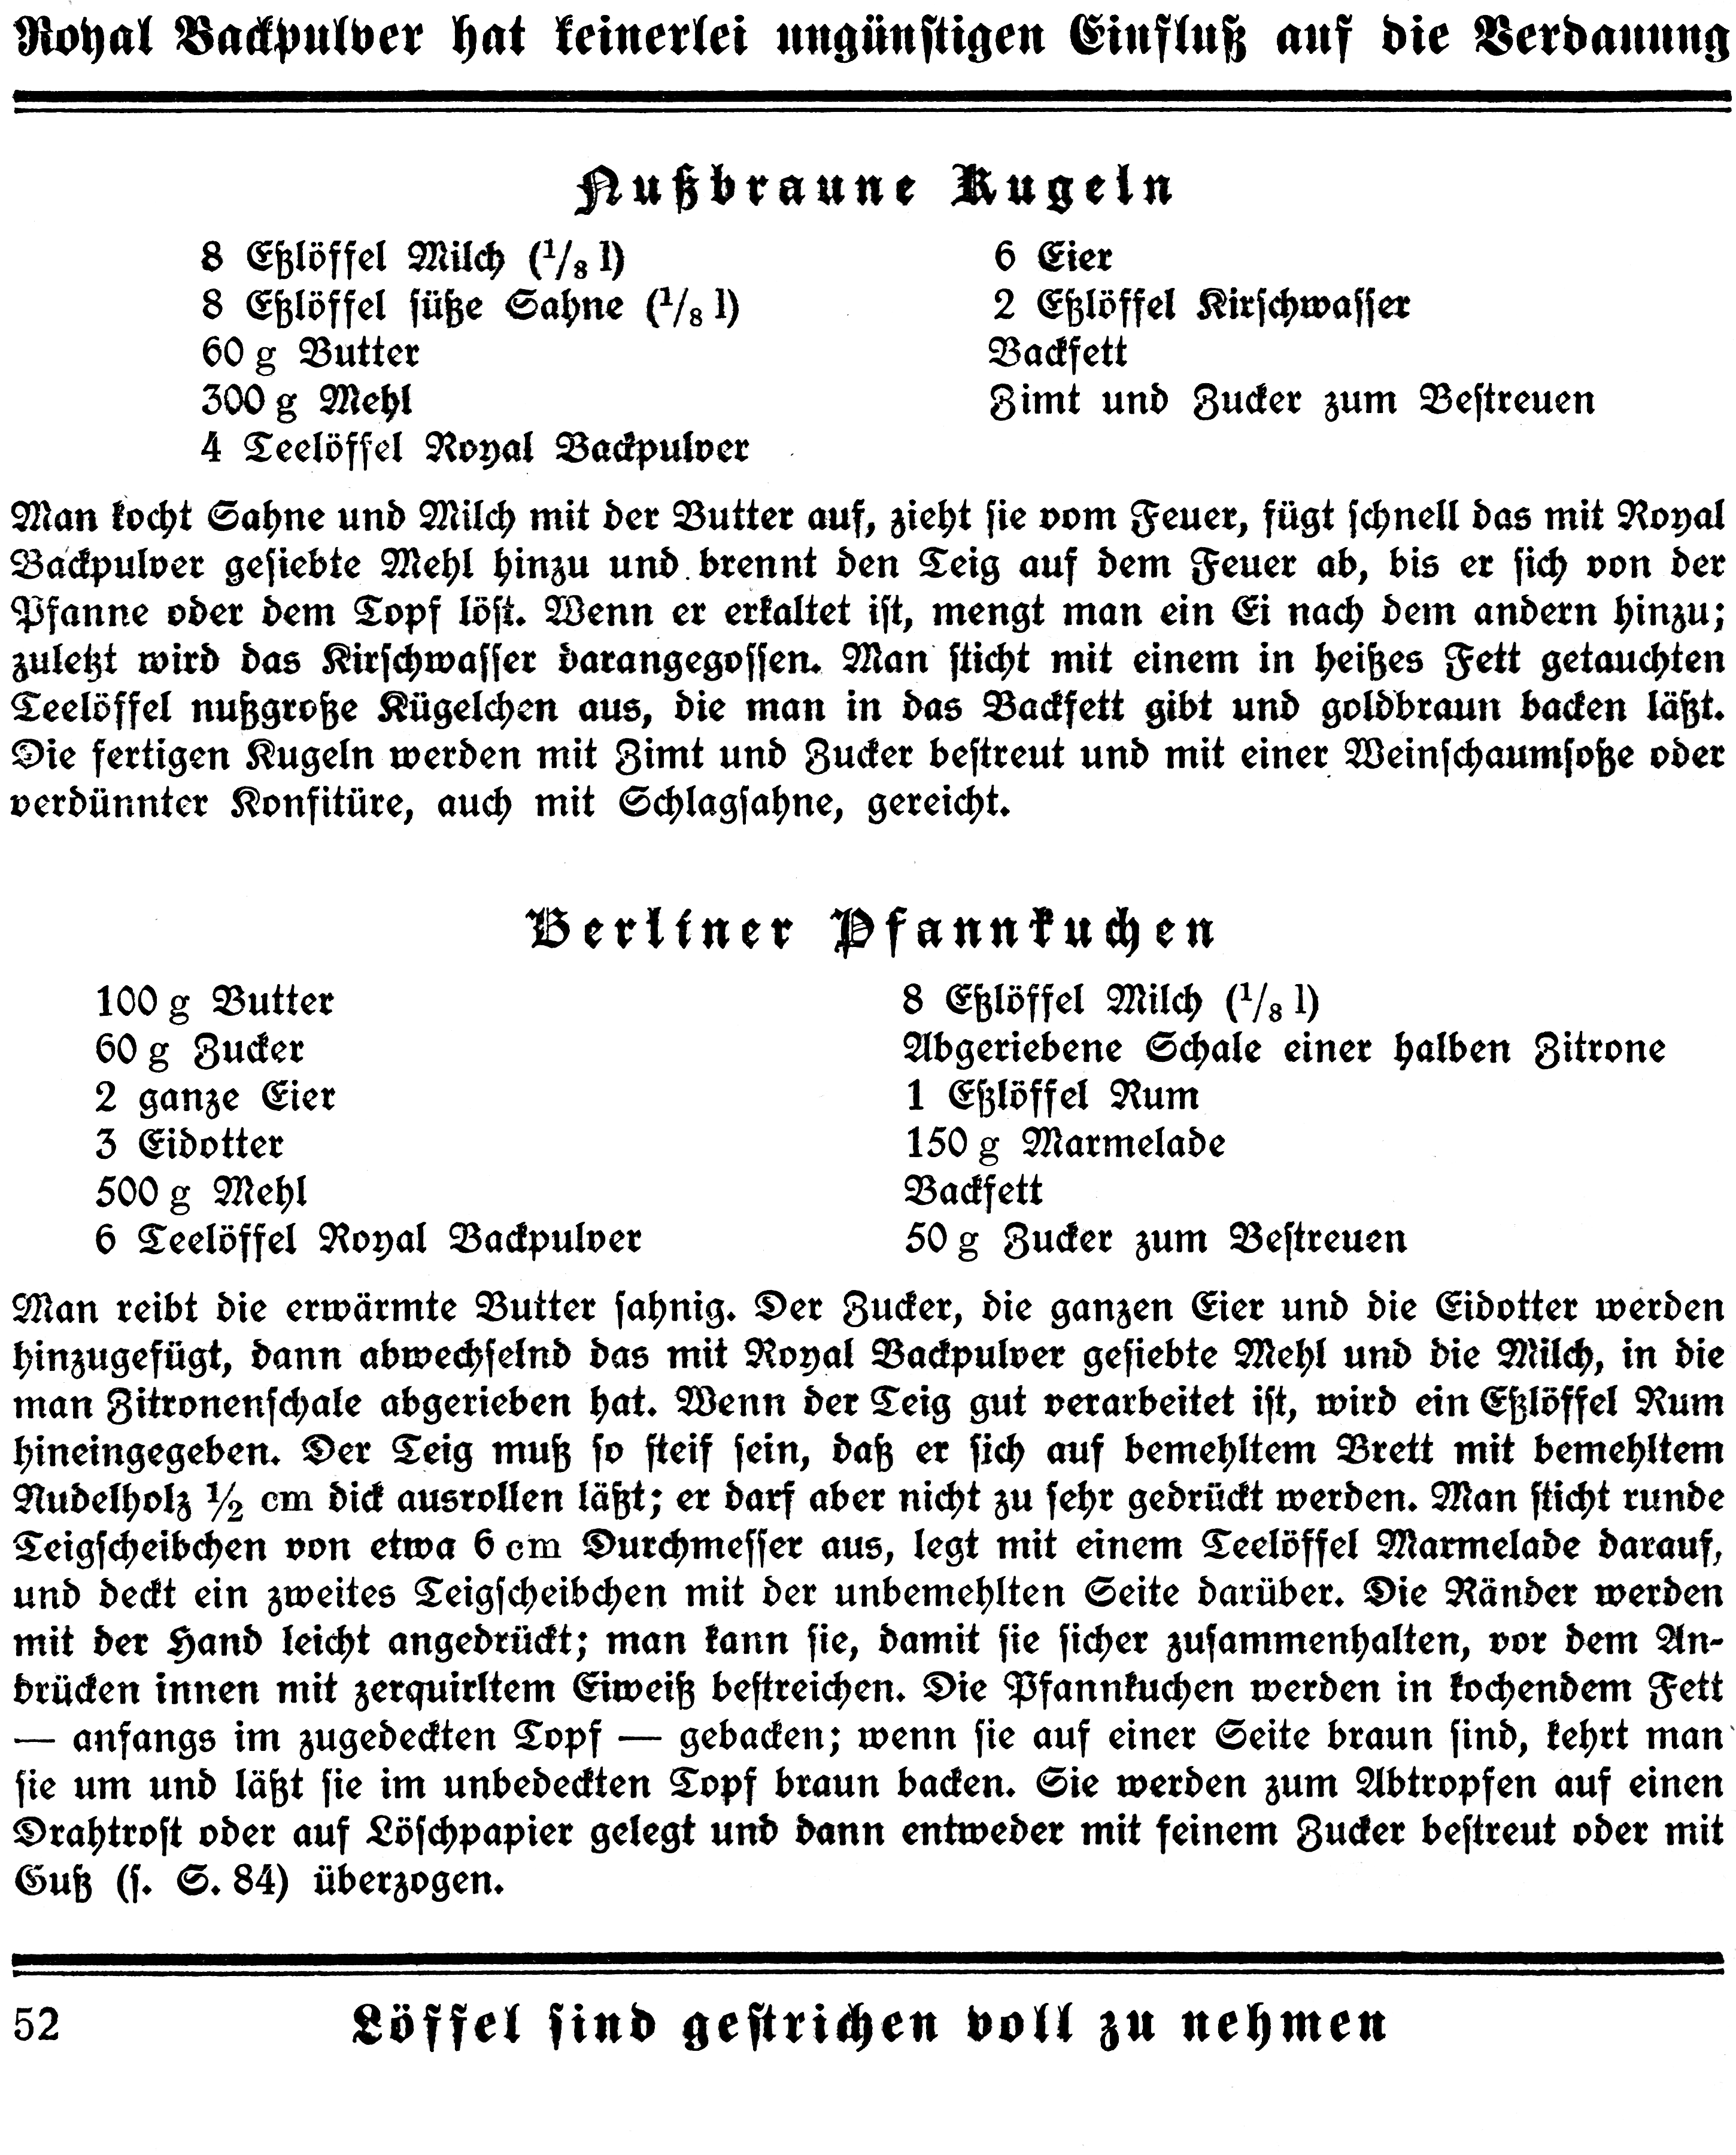 Royal Backpulver hat keinerlei ungünstigen Einfluß auf die Verdauung
Nußbraune Kugeln
8 Eßlöffel Milch (1/8 l)
8 Eßlöffel süße Sahne (1/8 l)
60 g Butter
300 g Mehl
4 Teelöffel Royal Backpulver
6 Eier
2 Eßlöffel Kirschwasser
Backfett
Zimt und Zucker zum Bestreuen
Man kocht Sahne und Milch mit der Butter auf, zieht sie vom Feuer, fügt schnell das mit Royal
Backpulver gesiebte Mehl hinzu und brennt den Teig auf dem Feuer ab, bis er sich von der
Pfanne oder dem Topf löst. Wenn er erkaltet ist, mengt man ein Ei nach dem andern hinzu;
zuletzt wird das Kirschwasser darangegossen. Man sticht mit einem in heißes Fett getauchten
Teelöffel nußgroße Kügelchen aus, die man in das Backfett gibt und goldbraun backen läßt.
Die fertigen Kugeln werden mit Zimt und Zucker bestreut und mit einer Weinschaumsoße oder
verdünnter Konfitüre, auch mit Schlagsahne, gereicht.
Berliner Pfannkuchen
100 g Butter
60 g Zucker
2 ganze Eier
3 Eidotter
500 g Mehl
6 Teelöffel Royal Backpulver
8 Eßlöffel Milch (1/8 l)
Abgeriebene Schale einer halben Zitrone
1 Eßlöffel Rum
150 g Marmelade
Backfett
50 g Zucker zum Bestreuen
Man reibt die erwärmte Butter sahnig. Der Zucker, die ganzen Eier und die Eidotter werden
hinzugefügt, dann abwechselnd das mit Royal Backpulver gesiebte Mehl und die Milch, in die
man Zitronenschale abgerieben hat. Wenn der Teig gut verarbeitet ist, wird ein Eßlöffel Rum
hineingegeben. Der Teig muß so steif sein, daß er sich auf bemehltem Brett mit bemehltem
Nudelholz ½ cm dick ausrollen läßt; er darf aber nicht zu sehr gedrückt werden. Man sticht runde
Teigscheibchen von etwa 6 cm Durchmesser aus, legt mit einem Teelöffel Marmelade darauf,
und deckt ein zweites Teigscheibchen mit der unbemehlten Seite darüber. Die Ränder werden
mit der Hand leicht angedrückt; man kann sie, damit sie sicher zusammenhalten, vor dem An-
drücken innen mit zerquirltem Eiweiß bestreichen. Die Pfannkuchen werden in kochendem Fett
— anfangs im zugedeckten Topf — gebacken; wenn sie auf einer Seite braun sind, kehrt man
sie um und läßt sie im unbedeckten Topf braun backen. Sie werden zum Abtropfen auf einen
Drahtrost oder auf Löschpapier gelegt und dann entweder mit feinem Zucker bestreut oder mit
Guß (s. S. 84) überzogen.
52
Löffel sind gestrichen voll zu nehmen